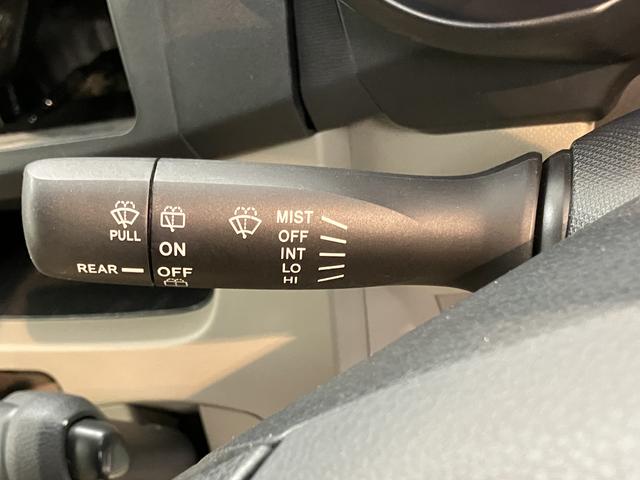 PULL
REAR
ON
OFF
MIST
OFF
INT
LO
HI